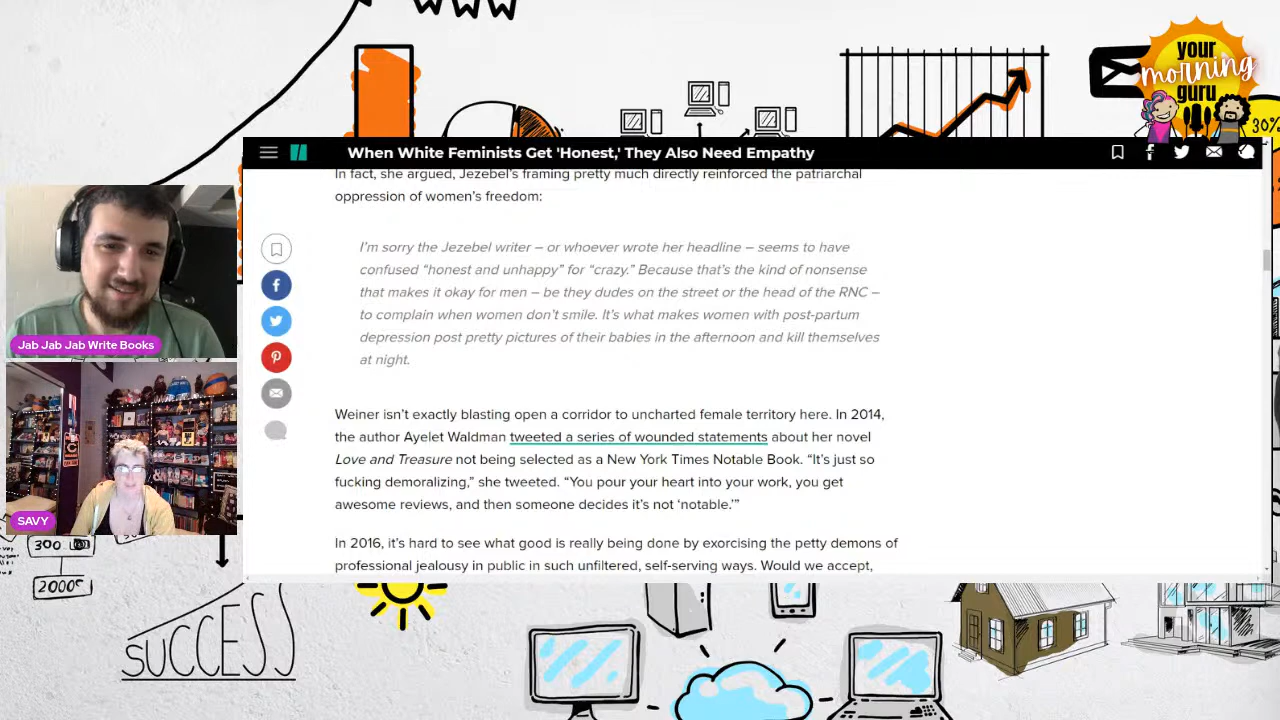 WWW
your
morning
guru
30%
When White Feminists Get 'Honest,' They Also Need Empathy
In fact, she argued, Jezebel's framing pretty much directly reinforced the patriarchal
oppression of women's freedom:
I'm sorry the Jezebel writer – or whoever wrote her headline – seems to have
confused “honest and unhappy” for “crazy.” Because that's the kind of nonsense
that makes it okay for men – be they dudes on the street or the head of the RNC –
to complain when women don't smile. It's what makes women with post-partum
depression post pretty pictures of their babies in the afternoon and kill themselves
at night.
Jab Jab Jab Write Books
Weiner isn't exactly blasting open a corridor to uncharted female territory here. In 2014,
the author Ayelet Waldman tweeted a series of wounded statements about her novel
Love and Treasure not being selected as a New York Times Notable Book. “It's just so
fucking demoralizing,” she tweeted. “You pour your heart into your work, you get
awesome reviews, and then someone decides it's not ‘notable.’”
SAVY
In 2016, it's hard to see what good is really being done by exorcising the petty demons of
professional jealousy in public in such unfiltered, self-serving ways. Would we accept,
300
2000
SUCCESS